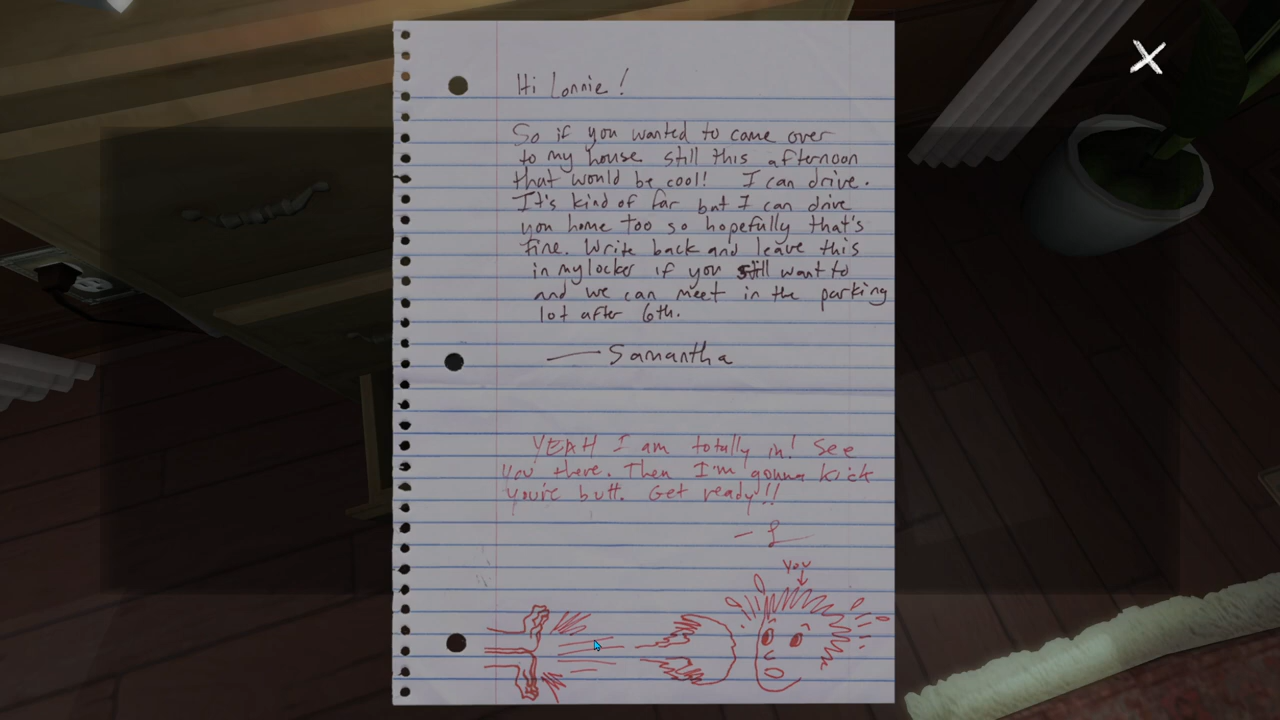 Hi Lonnie!
So if you wanted to come over
to my house still this afternoon
that would be cool! I can drive.
It's kind of far but I can drive
you home too so hopefully that's
fine. Write back and leave this
in my locker if you still want to
and we can meet in the parking
lot after 6th.
— Samantha
YEAH I am totally in! See
you there. Then I'm gonna kick
you're butt. Get ready!!
- L
you